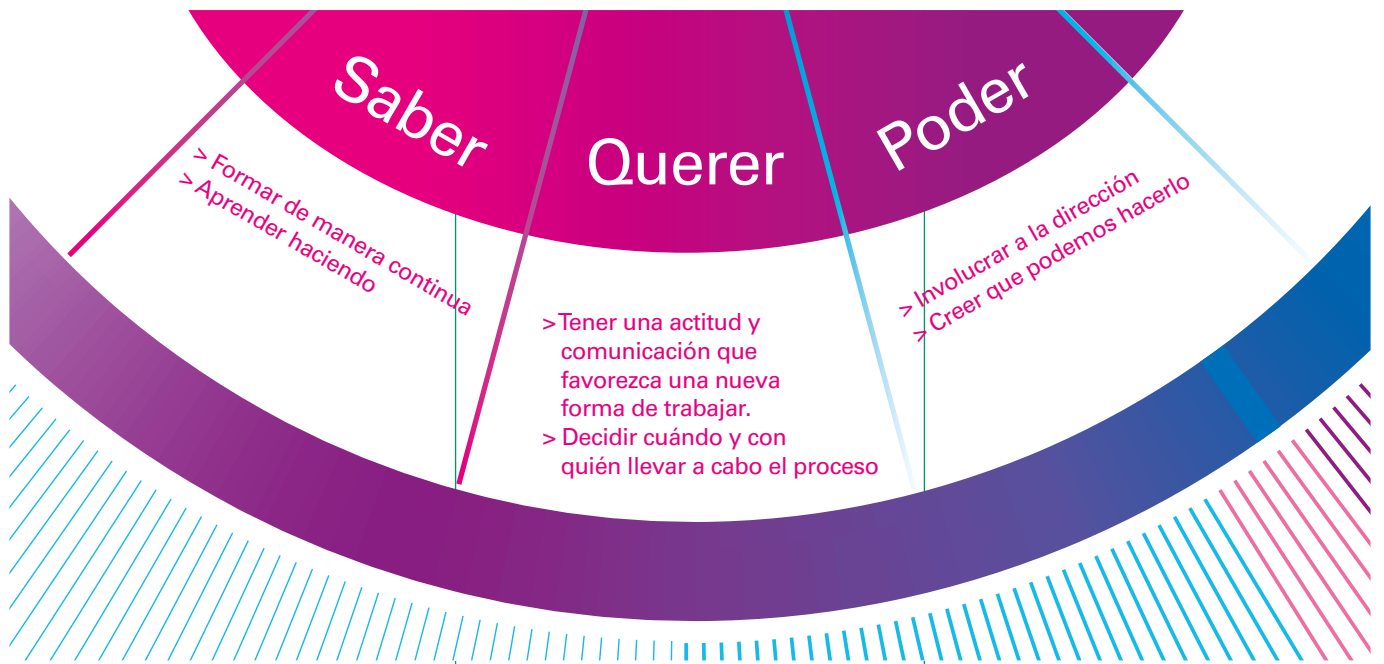 Saber
> Formar de manera continua
> Aprender haciendo
Querer
> Tener una actitud y
comunicación que
favorezca una nueva
forma de trabajar.
> Decidir cuándo y con
quién llevar a cabo el proceso
Poder
> Involucrar a la dirección
> Creer que podemos hacerlo